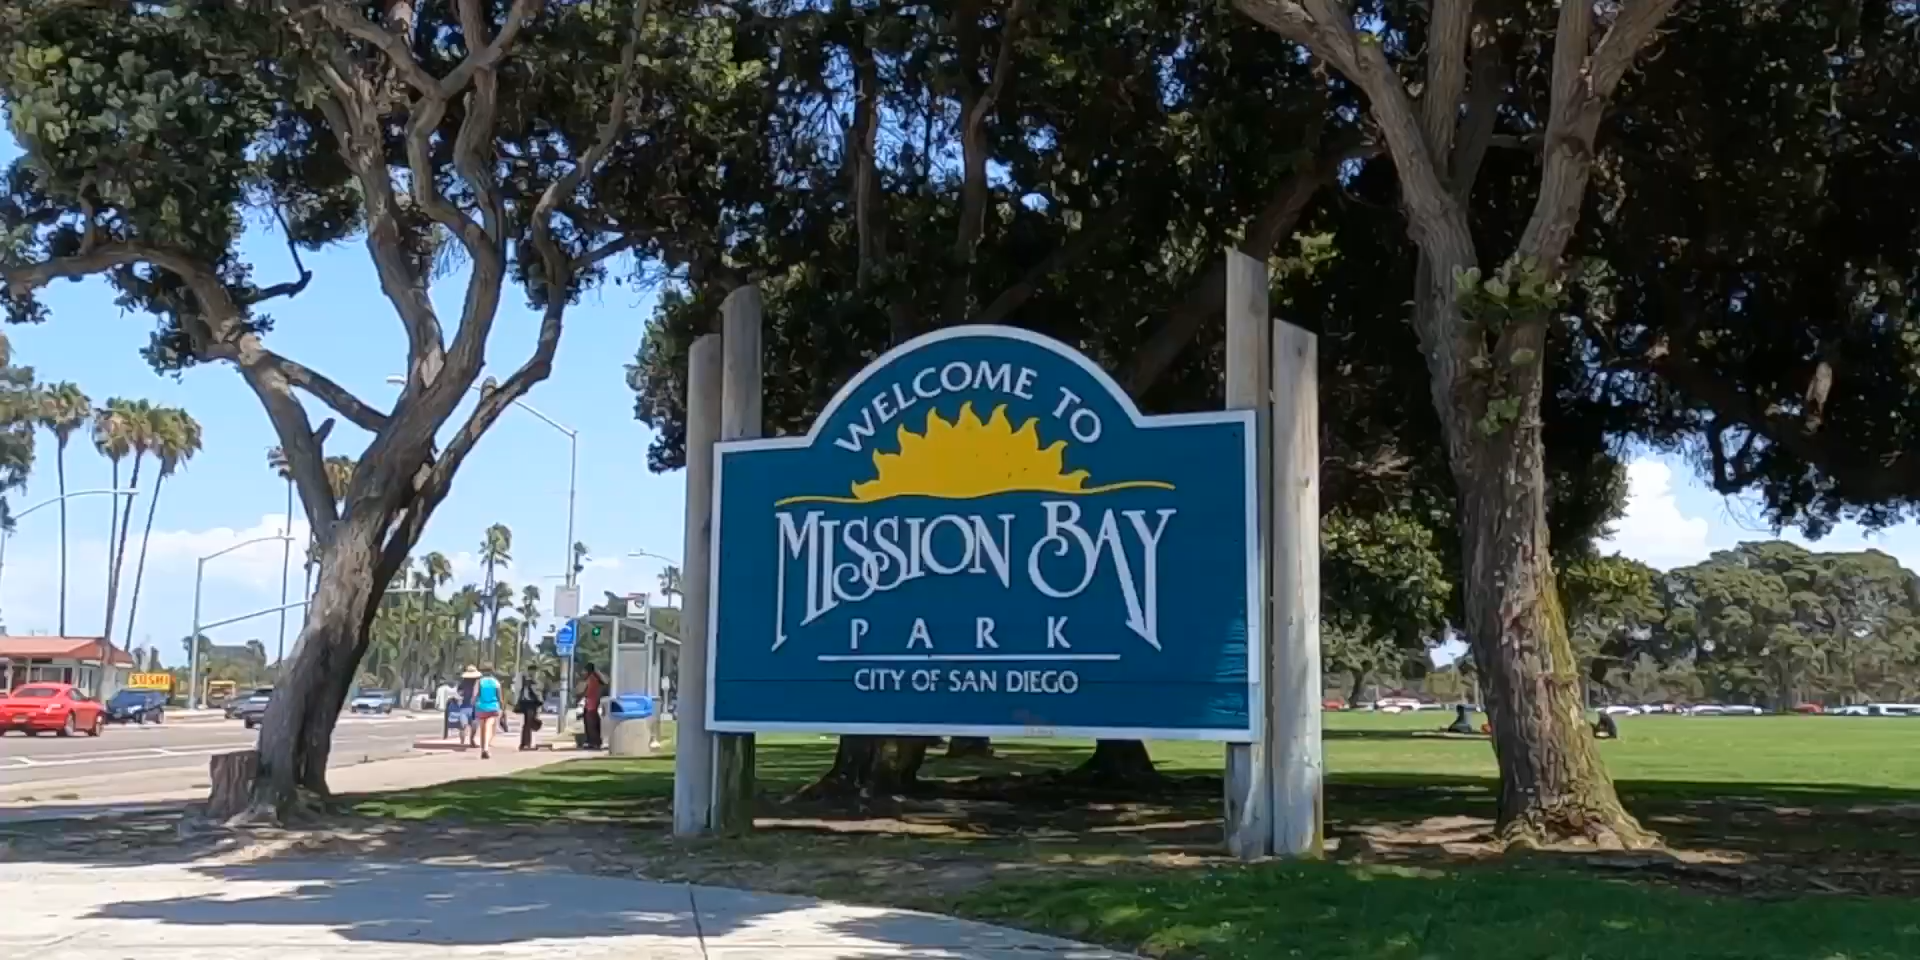 WELCOME TO
MISSION BAY
PARK
CITY OF SAN DIEGO
SUSHI